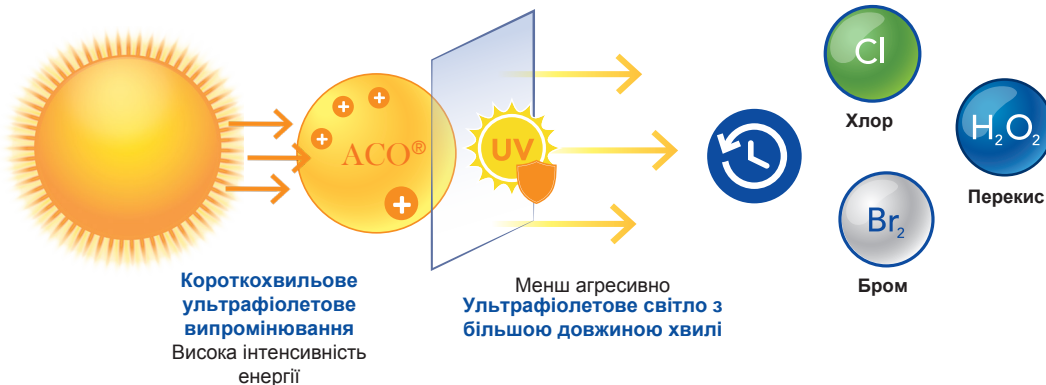 ACO®
UV
Cl
Хлор
H₂O₂
Перекис
Br₂
Бром
Короткохвильове
ультрафіолетове
випромінювання
Висока інтенсивність
енергії
Менш агресивно
Ультрафіолетове світло з
більшою довжиною хвилі